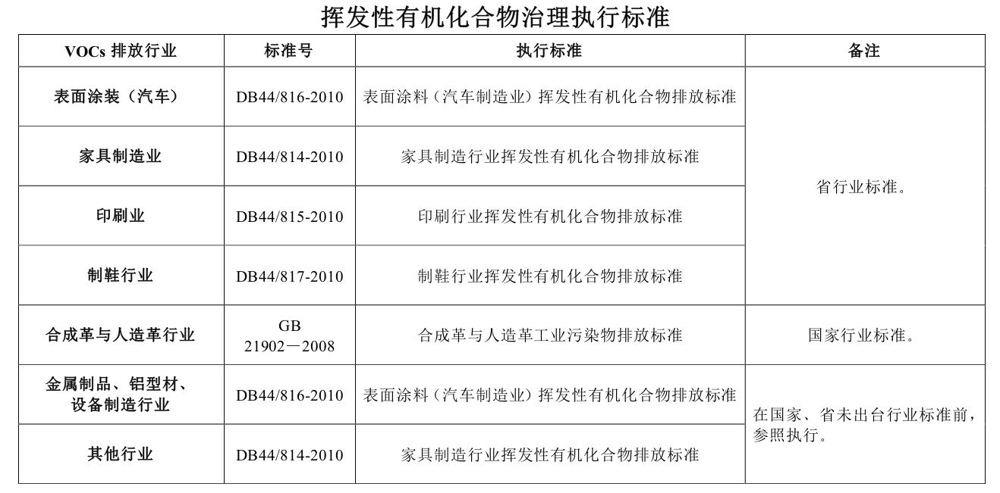 挥发性有机化合物治理执行标准
VOCs 排放行业 标准号 执行标准 备注
表面涂装（汽车） DB44/816-2010 表面涂料（汽车制造业）挥发性有机化合物排放标准
家具制造业 DB44/814-2010 家具制造行业挥发性有机化合物排放标准
省行业标准。
印刷业 DB44/815-2010 印刷行业挥发性有机化合物排放标准
制鞋行业 DB44/817-2010 制鞋行业挥发性有机化合物排放标准
合成革与人造革行业 GB
21902－2008 合成革与人造革工业污染物排放标准 国家行业标准。
金属制品、铝型材、
设备制造行业 DB44/816-2010 表面涂料（汽车制造业）挥发性有机化合物排放标准
在国家、省未出台行业标准前，
参照执行。
其他行业 DB44/814-2010 家具制造行业挥发性有机化合物排放标准